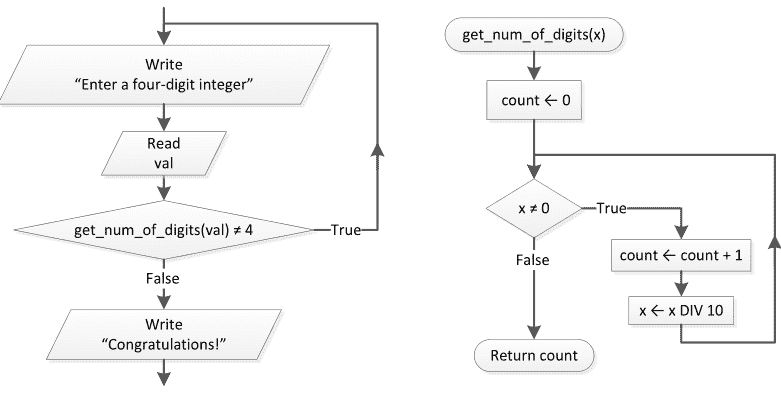 Write
“Enter a four-digit integer”
Read
val
get_num_of_digits(val) ≠ 4
True
False
Write
“Congratulations!”
get_num_of_digits(x)
count ← 0
x ≠ 0
True
False
count ← count + 1
x ← x DIV 10
Return count